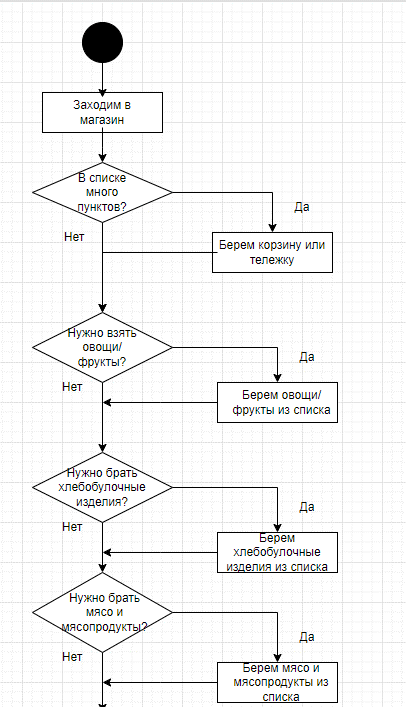 Заходим в
магазин
В списке
много
пунктов?
Да
Нет
Берем корзину или
тележку
Нужно взять
овощи/
фрукты?
Да
Нет
Берем овощи/
фрукты из списка
Нужно брать
хлебобулочные
изделия?
Да
Нет
Берем
хлебобулочные
изделия из списка
Нужно брать
мясо и
мясопродукты?
Да
Нет
Берем мясо и
мясопродукты из
списка